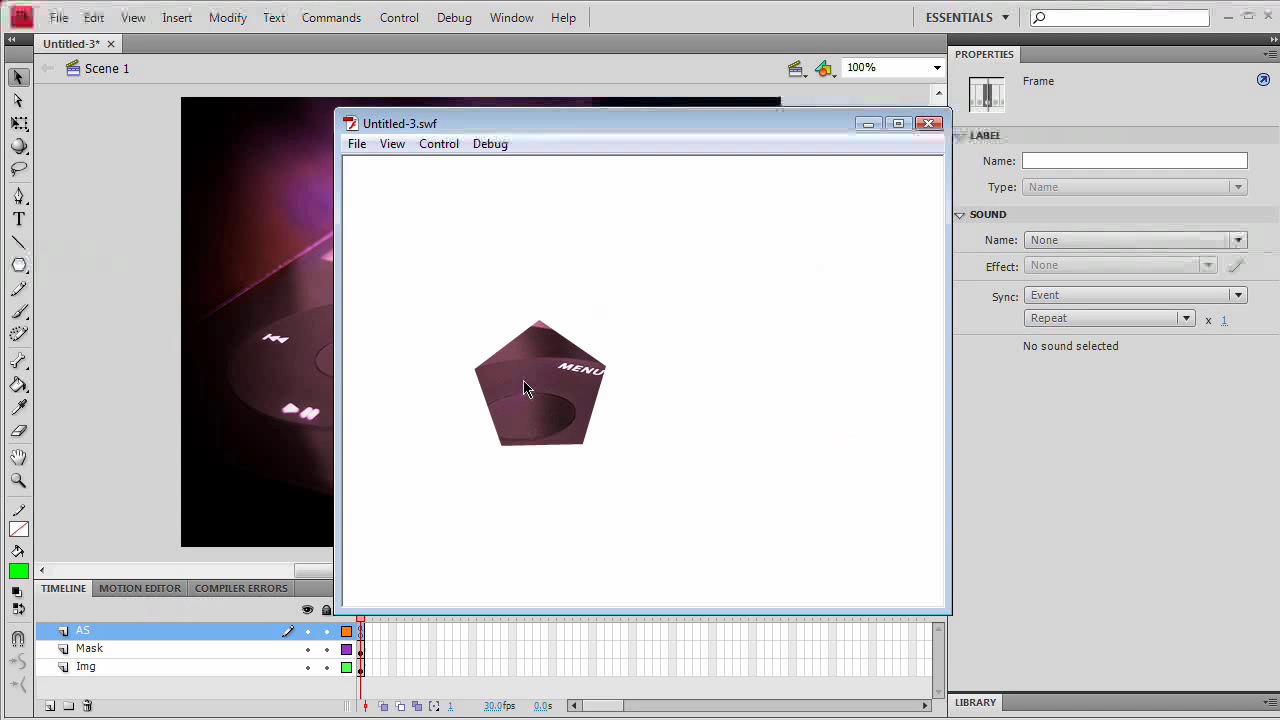 File Edit View Insert Modify Text Commands Control Debug Window Help ESSENTIALS
Untitled-3* PROPERTIES
Scene 1 100%
Frame
Untitled-3.swf
LABEL
File View Control Debug
Name:
Type: Name
SOUND
Name: None
Effect: None
Sync: Event
Repeat x 1
No sound selected
MENU
T
TIMELINE MOTION EDITOR COMPILER ERRORS
AS
Mask
Img
1 30.0fps 0.0s
LIBRARY